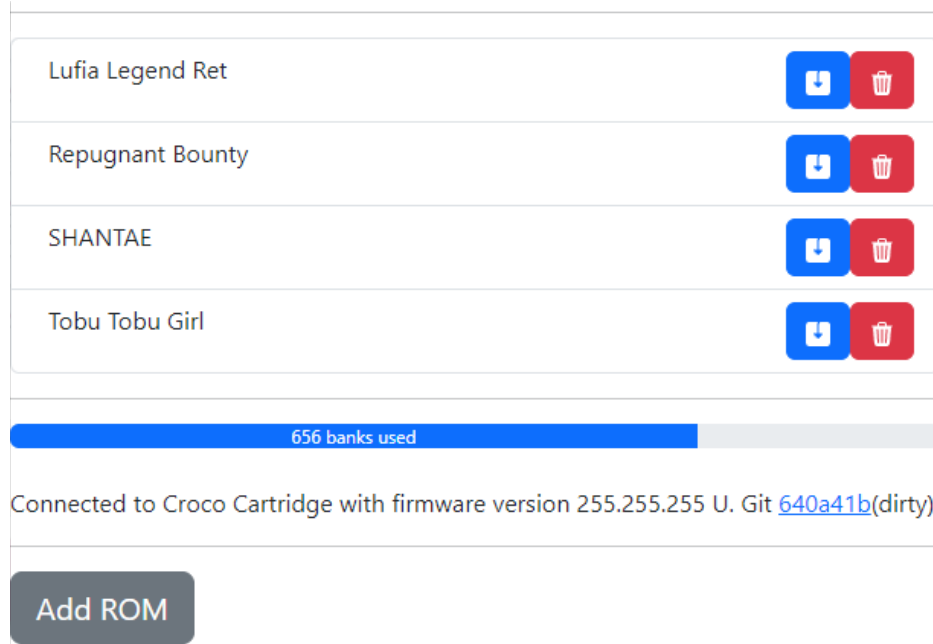 Lufia Legend Ret
Repugnant Bounty
SHANTAE
Tobu Tobu Girl
656 banks used
Connected to Croco Cartridge with firmware version 255.255.255 U. Git 640a41b(dirty)
Add ROM